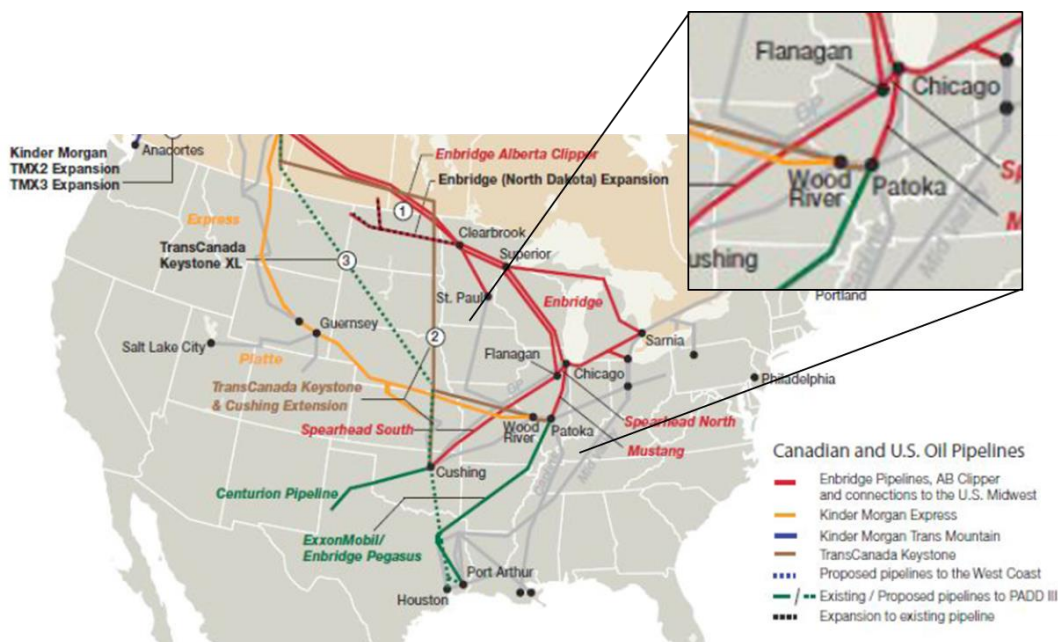 Flanagan
Chicago
GP
Wood
River
Patoka
Sp
M
ushing
Kinder Morgan
TMX2 Expansion
TMX3 Expansion
Anacortes
Enbridge Alberta Clipper
Enbridge (North Dakota) Expansion
1
Express
Clearbrook
TransCanada
Keystone XL
3
Superior
St. Paul
Enbridge
Portland
Guernsey
Salt Lake City
2
Sarnia
Platte
Flanagan
Chicago
Philadelphia
TransCanada Keystone
& Cushing Extension
GP
Spearhead South
Wood
River
Patoka
Spearhead North
Mustang
Cushing
Centurion Pipeline
ExxonMobil/
Enbridge Pegasus
Port Arthur
Houston
Canadian and U.S. Oil Pipelines
Enbridge Pipelines, AB Clipper
and connections to the U.S. Midwest
Kinder Morgan Express
Kinder Morgan Trans Mountain
TransCanada Keystone
Proposed pipelines to the West Coast
/ Existing / Proposed pipelines to PADD III
Expansion to existing pipeline